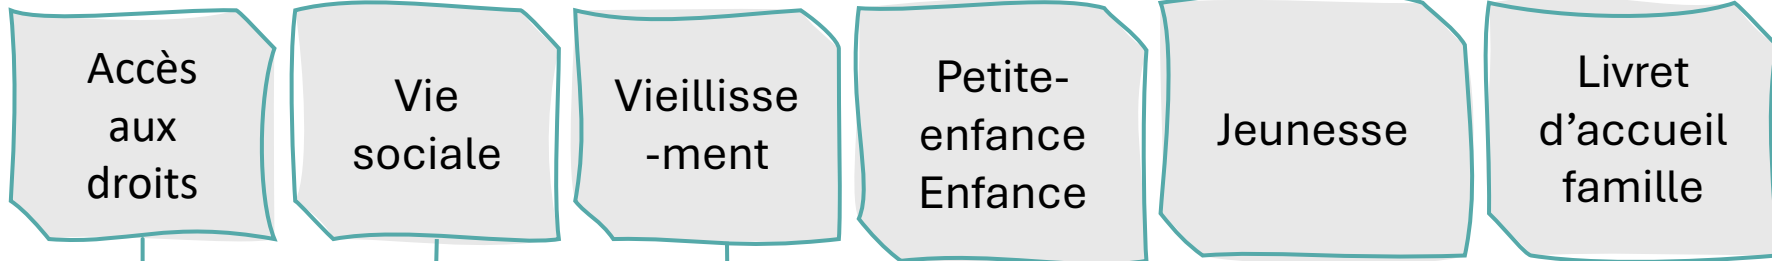 Accès
aux
droits
Vie
sociale
Vieillisse
-ment
Petite-
enfance
Enfance
Jeunesse
Livret
d’accueil
famille